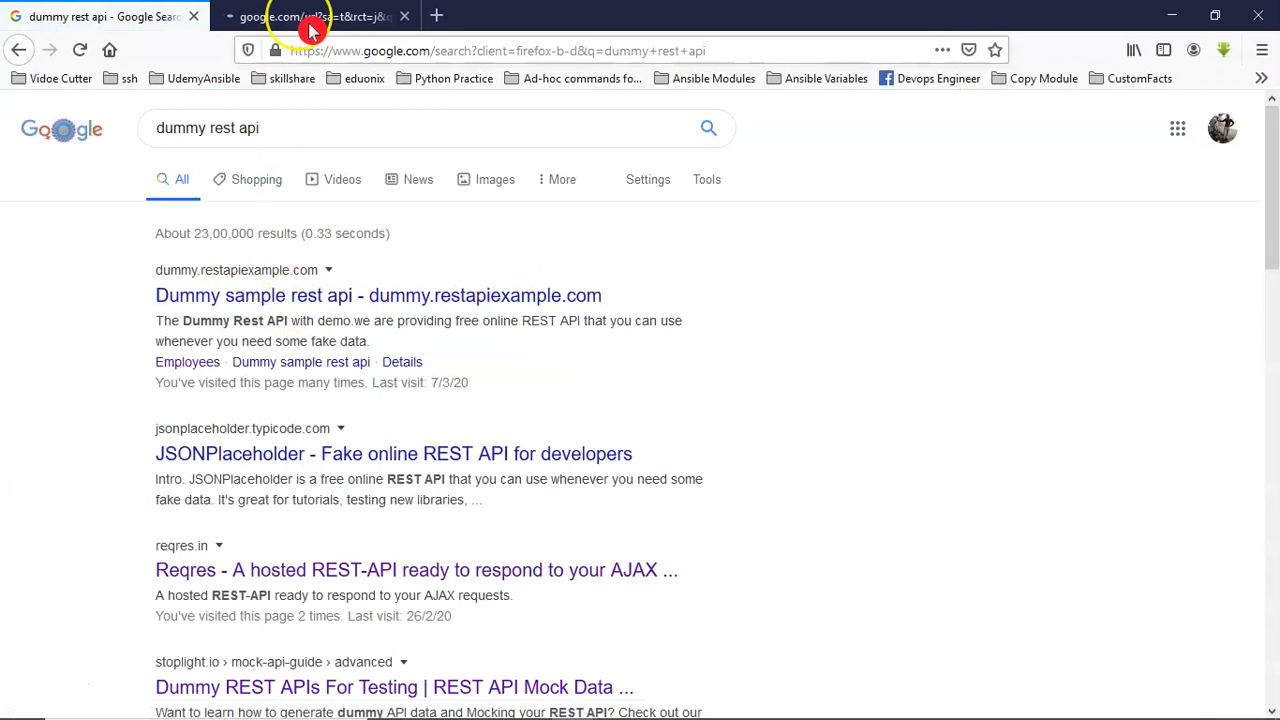 dummy rest api - Google Searc
google.com/url?sa=t&rct=j&q
https://www.google.com/search?client=firefox-b-d&q=dummy+rest+api
Vidoe Cutter ssh UdemyAnsible skillshare eduonix Python Practice Ad-hoc commands fo... Ansible Modules Ansible Variables Devops Engineer Copy Module CustomFacts
Google
dummy rest api
All Shopping Videos News Images More Settings Tools
About 23,00,000 results (0.33 seconds)
dummy.restapiexample.com
Dummy sample rest api - dummy.restapiexample.com
The Dummy Rest API with demo.we are providing free online REST API that you can use
whenever you need some fake data.
Employees · Dummy sample rest api · Details
You've visited this page many times. Last visit: 7/3/20
jsonplaceholder.typicode.com
JSONPlaceholder - Fake online REST API for developers
Intro. JSONPlaceholder is a free online REST API that you can use whenever you need some
fake data. It's great for tutorials, testing new libraries, ...
reqres.in
Reqres - A hosted REST-API ready to respond to your AJAX ...
A hosted REST-API ready to respond to your AJAX requests.
You've visited this page 2 times. Last visit: 26/2/20
stoplight.io › mock-api-guide › advanced
Dummy REST APIs For Testing | REST API Mock Data ...
Want to learn how to generate dummy API data and Mocking your REST API? Check out our